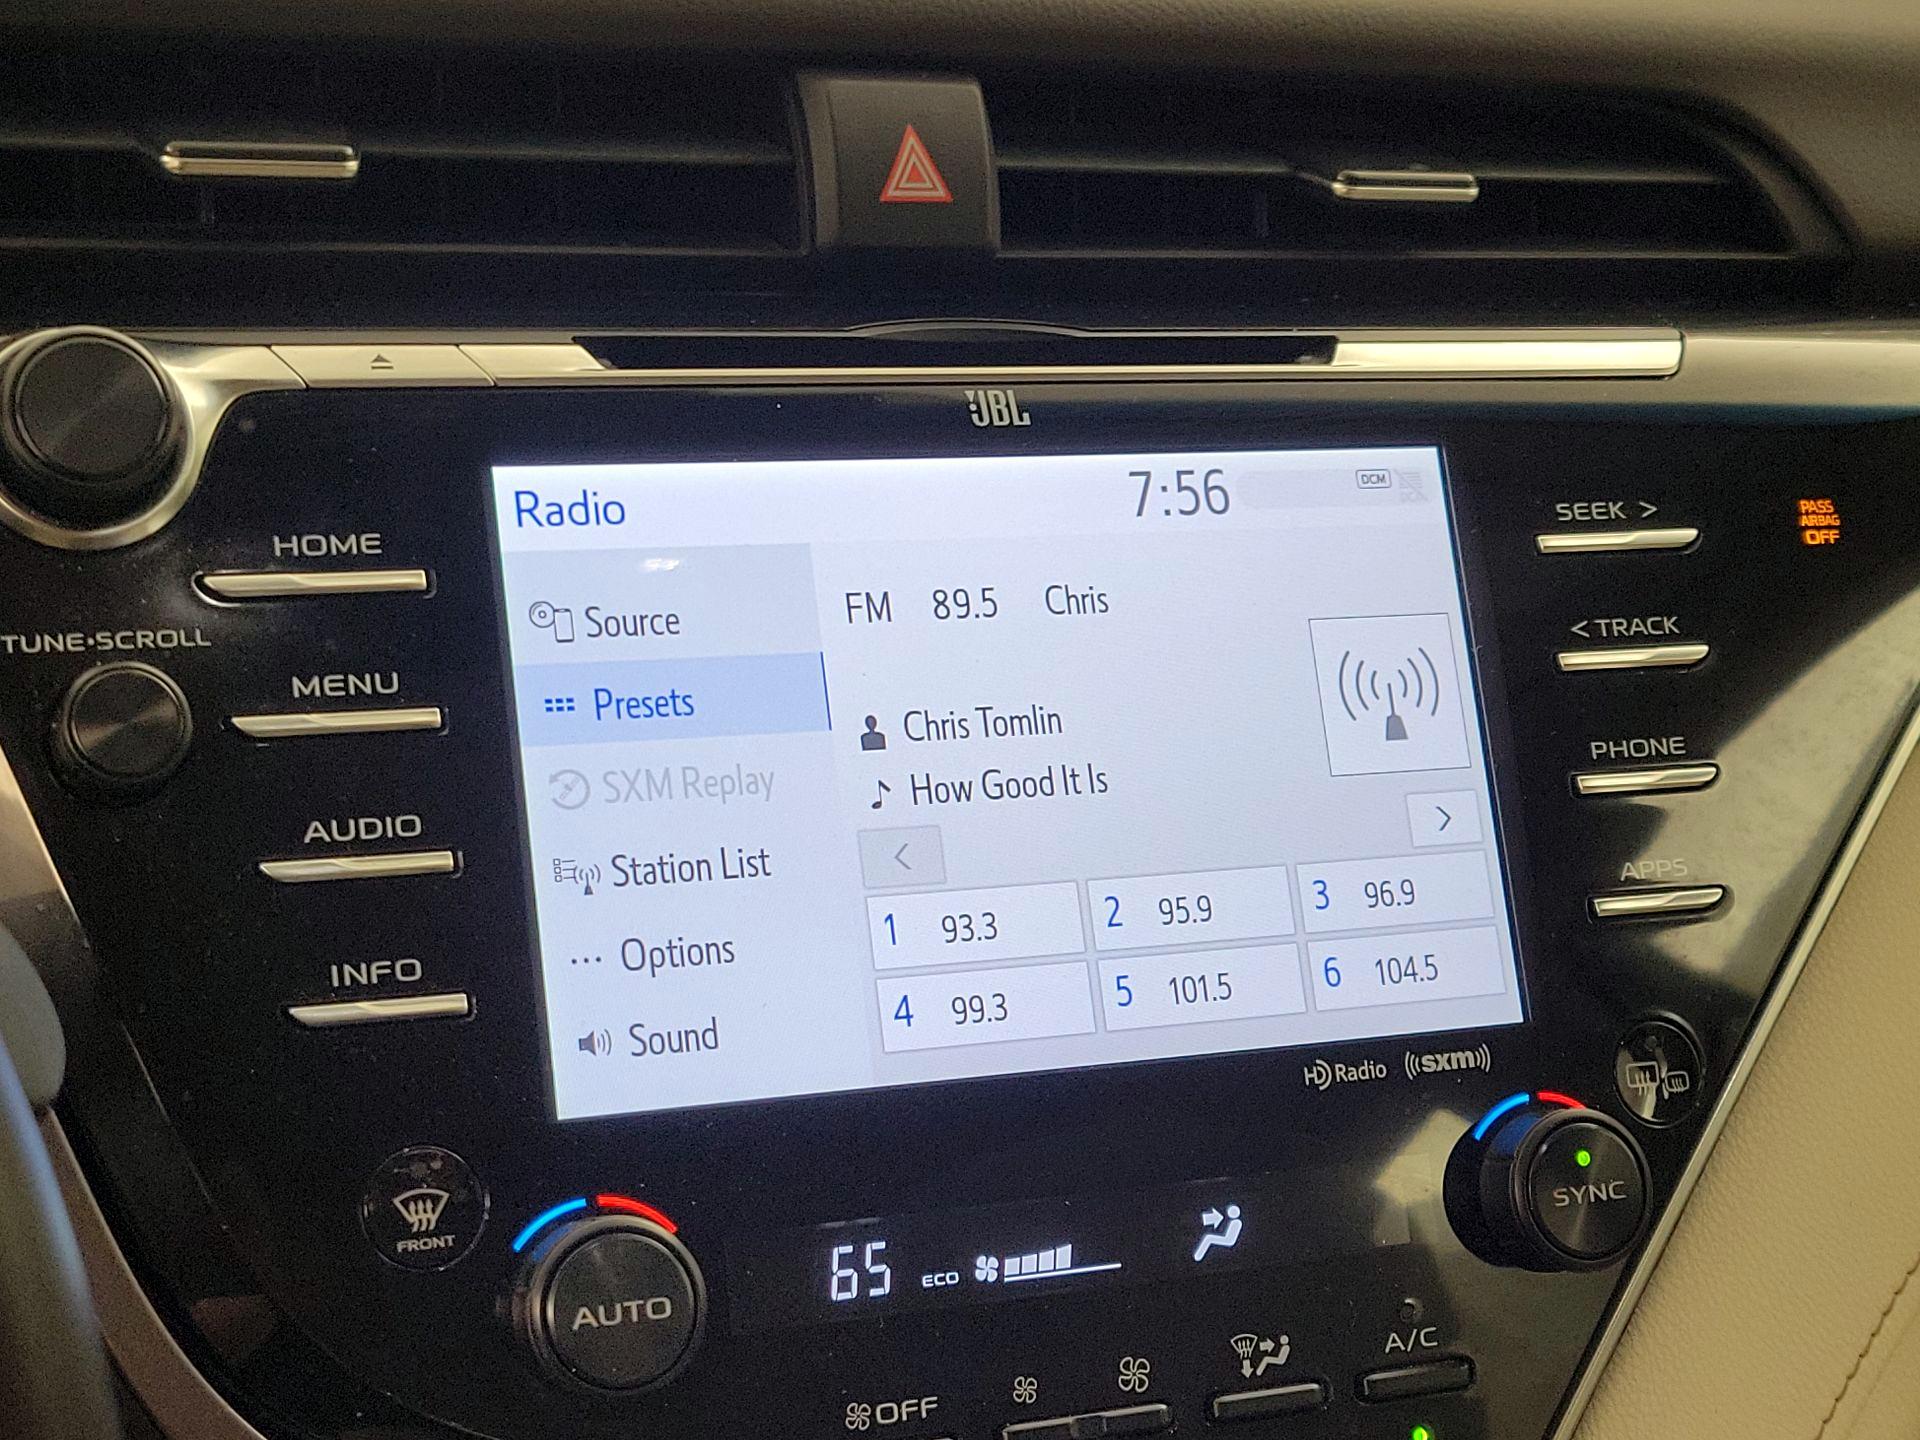 JBL
Radio
7:56
DCM
HOME
TUNE•SCROLL
MENU
AUDIO
INFO
Source
Presets
SXM Replay
Station List
... Options
Sound
FM 89.5 Chris
Chris Tomlin
How Good It Is
<
>
1 93.3
2 95.9
3 96.9
4 99.3
5 101.5
6 104.5
SEEK >
< TRACK
PHONE
APPS
PASS
AIRBAG
OFF
HD Radio
((sxm))
FRONT
AUTO
65 ECO
SYNC
OFF
A/C